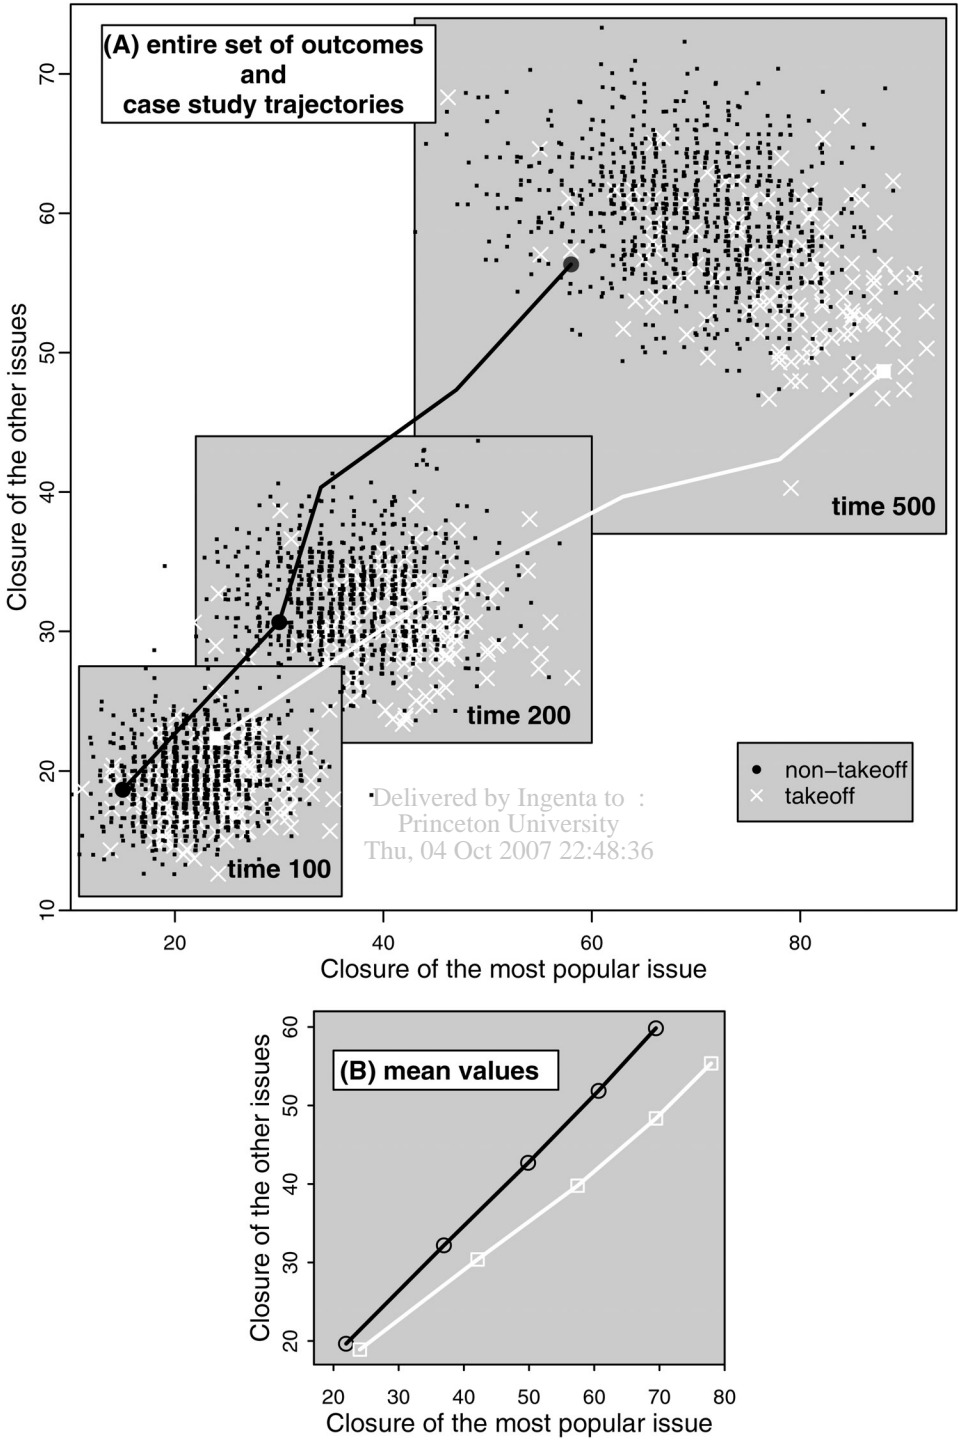 (A) entire set of outcomes
and
case study trajectories
70
60
50
40
30
20
10
Closure of the other issues
time 500
time 200
time 100
non−takeoff
takeoff
Delivered by Ingenta to :
Princeton University
Thu, 04 Oct 2007 22:48:36
20 40 60 80
Closure of the most popular issue
(B) mean values
60
50
40
30
20
Closure of the other issues
20 30 40 50 60 70 80
Closure of the most popular issue